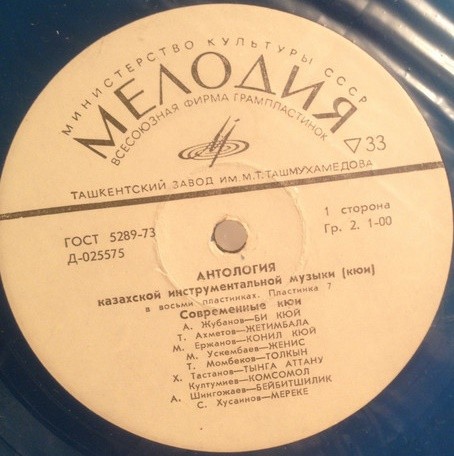 МИНИСТЕРСТВО КУЛЬТУРЫ СССР
МЕЛОДИЯ
ВСЕСОЮЗНАЯ ФИРМА ГРАМПЛАСТИНОК
▽33
ТАШКЕНТСКИЙ ЗАВОД ИМ. М.Т. ТАШМУХАМЕДОВА
ГОСТ 5289-73
Д-025575
1 сторона
Гр. 2. 1-00
АНТОЛОГИЯ
казахской инструментальной музыки (кюи)
в восьми пластинках. Пластинка 7
Современные кюи
А. Жубанов—БИ КЮЙ
Т. Ахметов—ЖЕТИМБАЛА
М. Ержанов—КОНИЛ КЮЙ
М. Ускембаев—ЖЕНИС
Т. Момбеков—ТОЛКЫН
Х. Тастанов—ТЫНГА АТТАНУ
Култумиев—КОМСОМОЛ
А. Шингожаев—БЕЙБИТШИЛИК
С. Хусаинов—МЕРЕКЕ